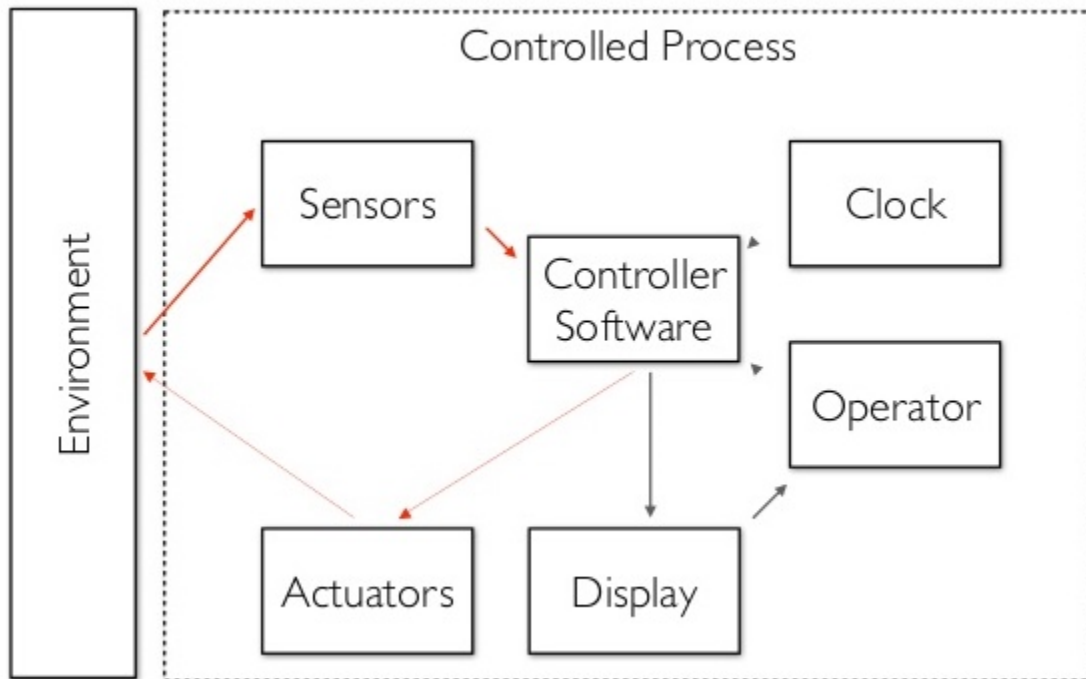 Controlled Process
Environment
Sensors
Clock
Controller
Software
Operator
Actuators
Display